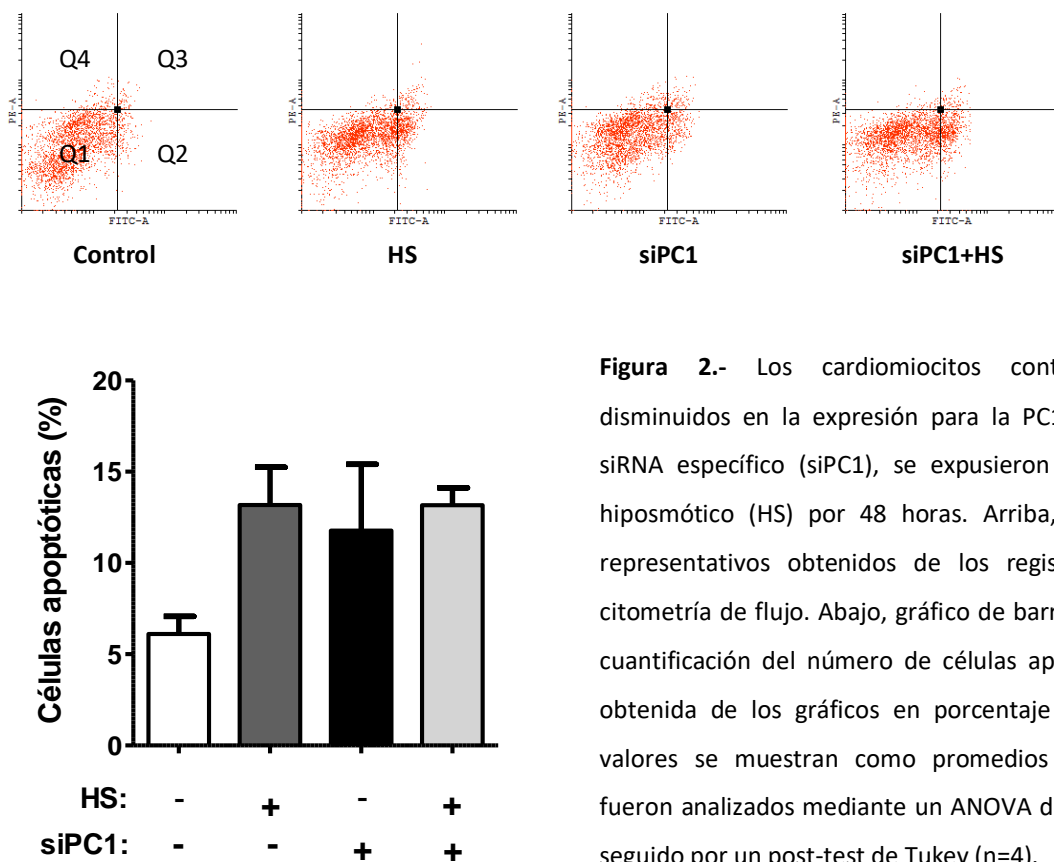 Q4 Q3
Q1 Q2
PE-A PE-A PE-A PE-A
FITC-A FITC-A FITC-A FITC-A
Control HS siPC1 siPC1+HS
Células apoptóticas (%)
20
15
10
5
0
HS: - + - +
siPC1: - - + +
Figura 2.- Los cardiomiocitos cont
disminuidos en la expresión para la PC1
siRNA específico (siPC1), se expusieron
hiposmótico (HS) por 48 horas. Arriba,
representativos obtenidos de los regis
citometría de flujo. Abajo, gráfico de barr
cuantificación del número de células ap
obtenida de los gráficos en porcentaje
valores se muestran como promedios
fueron analizados mediante un ANOVA d
seguido por un post-test de Tukey (n=4).